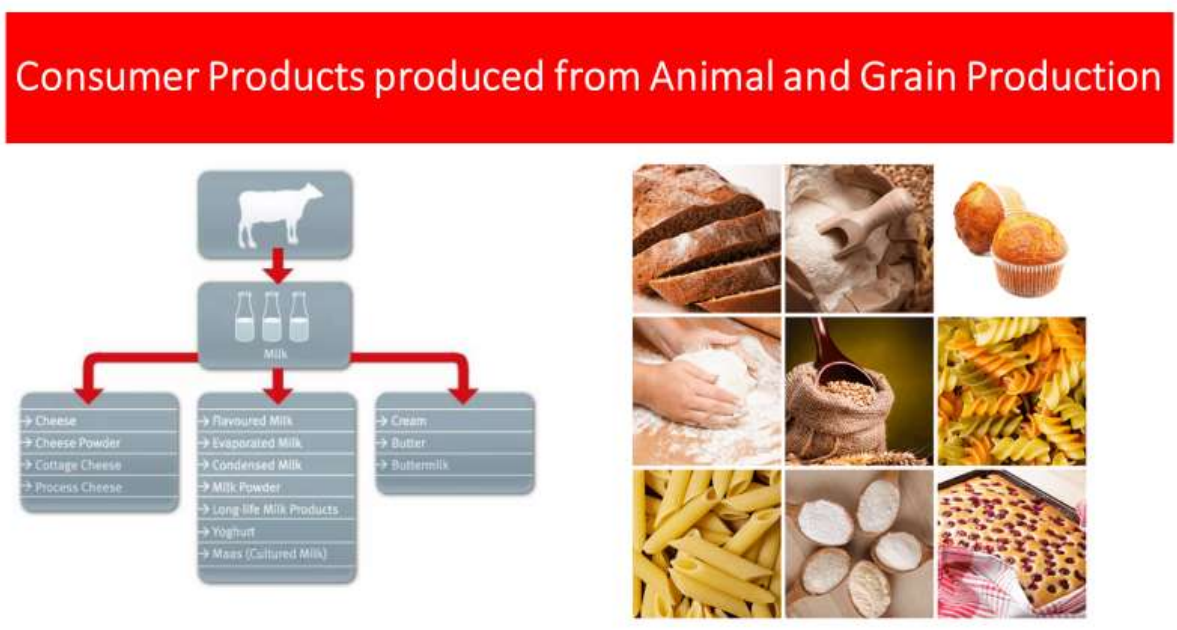 Consumer Products produced from Animal and Grain Production
Milk
→ Cheese
→ Cheese Powder
→ Cottage Cheese
→ Process Cheese
→ Flavoured Milk
→ Evaporated Milk
→ Condensed Milk
→ Milk Powder
→ Long-life Milk Products
→ Yoghurt
→ Maas (Cultured Milk)
→ Cream
→ Butter
→ Buttermilk